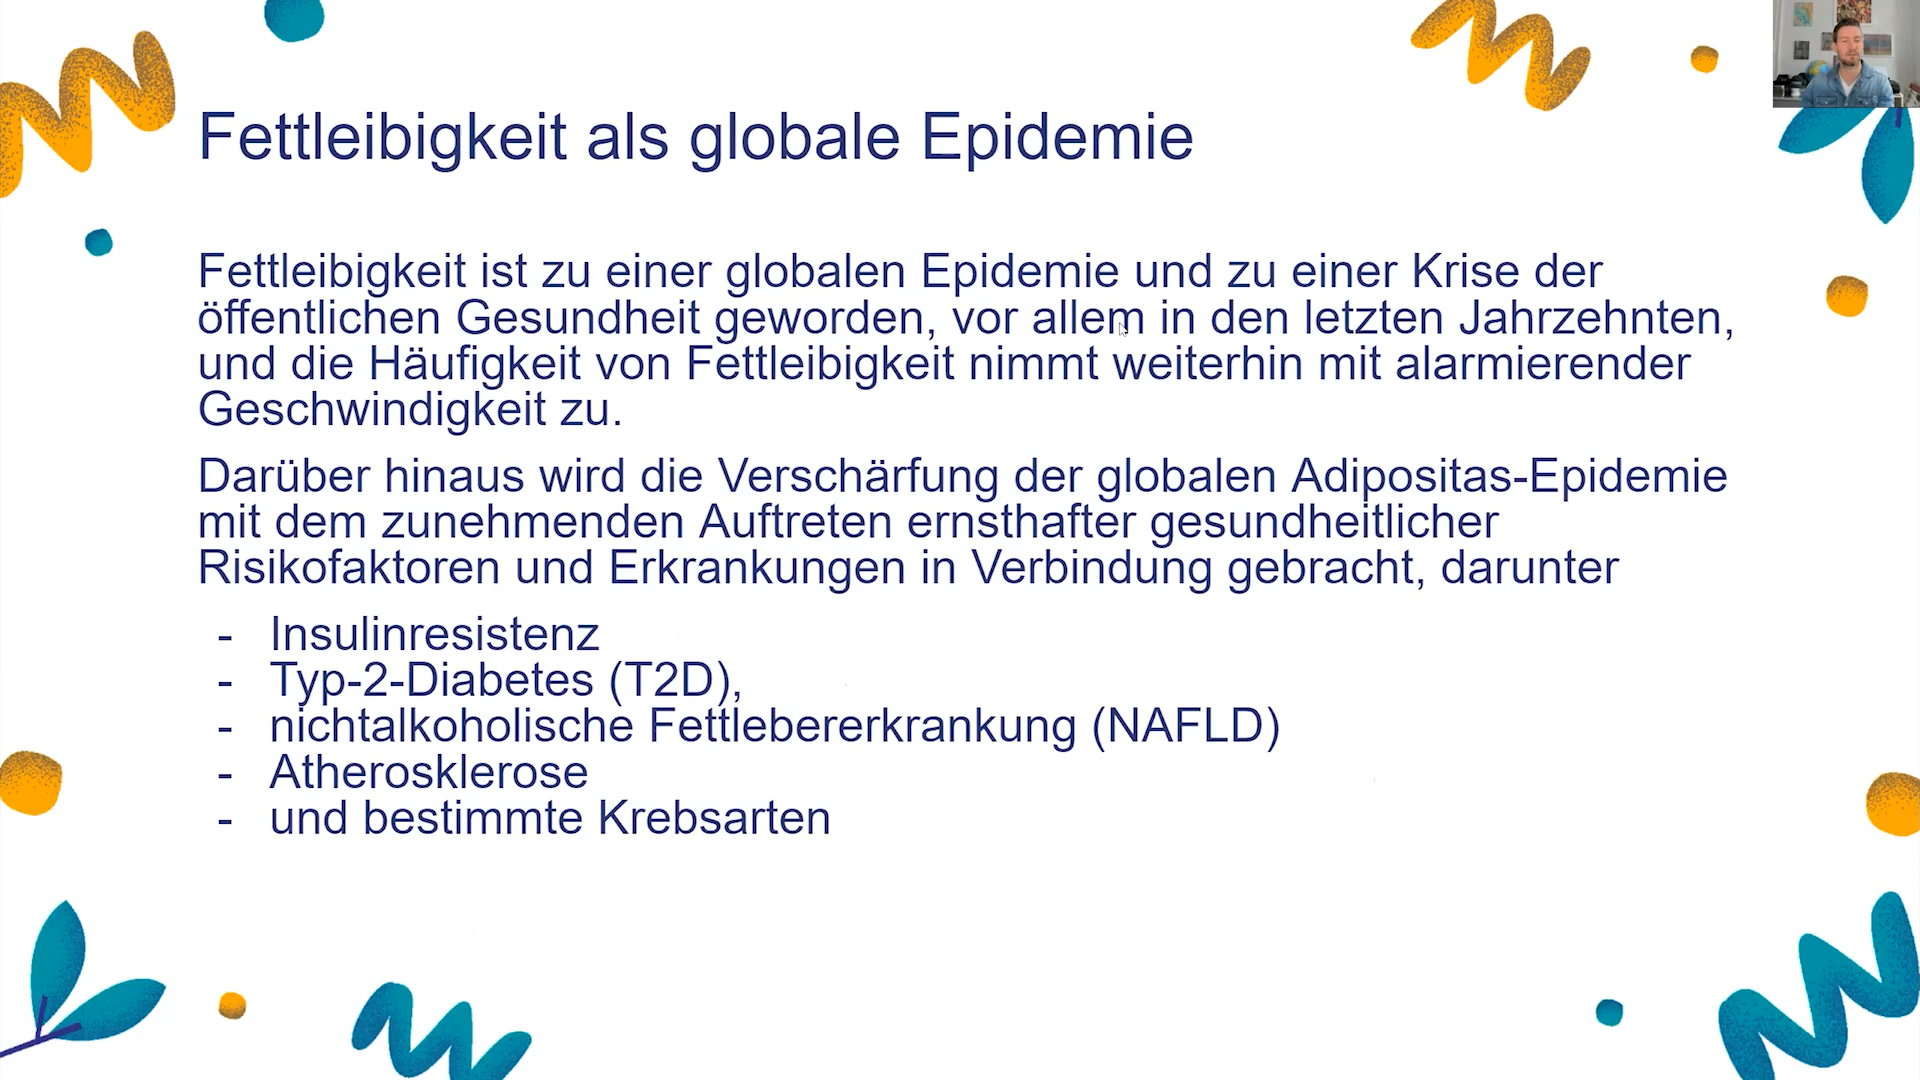 Fettleibigkeit als globale Epidemie
Fettleibigkeit ist zu einer globalen Epidemie und zu einer Krise der
öffentlichen Gesundheit geworden, vor allem in den letzten Jahrzehnten,
und die Häufigkeit von Fettleibigkeit nimmt weiterhin mit alarmierender
Geschwindigkeit zu.
Darüber hinaus wird die Verschärfung der globalen Adipositas-Epidemie
mit dem zunehmenden Auftreten ernsthafter gesundheitlicher
Risikofaktoren und Erkrankungen in Verbindung gebracht, darunter
- Insulinresistenz
- Typ-2-Diabetes (T2D),
- nichtalkoholische Fettlebererkrankung (NAFLD)
- Atherosklerose
- und bestimmte Krebsarten